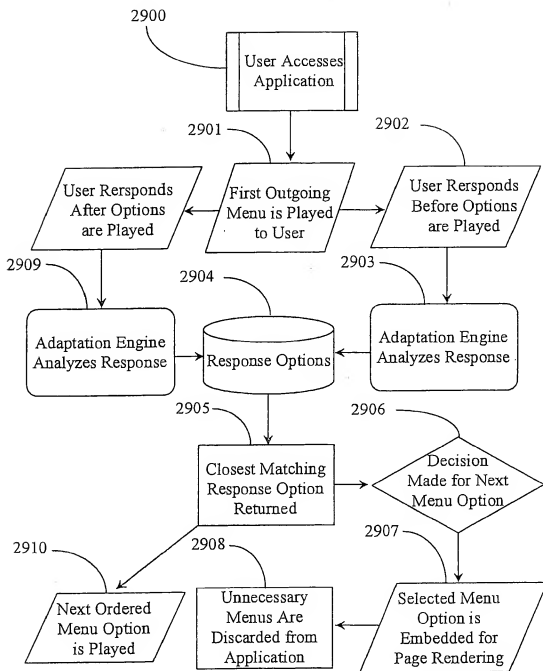 2900
User Accesses
Application
2901
2902
User Rersponds
After Options
are Played
First Outgoing
Menu is Played
to User
User Rersponds
Before Options
are Played
2909
2904
2903
Adaptation Engine
Analyzes Response
Response Options
Adaptation Engine
Analyzes Response
2905
2906
Closest Matching
Response Option
Returned
Decision
Made for Next
Menu Option
2910
2908
2907
Next Ordered
Menu Option
is Played
Unnecessary
Menus Are
Discarded from
Application
Selected Menu
Option is
Embedded for
Page Rendering